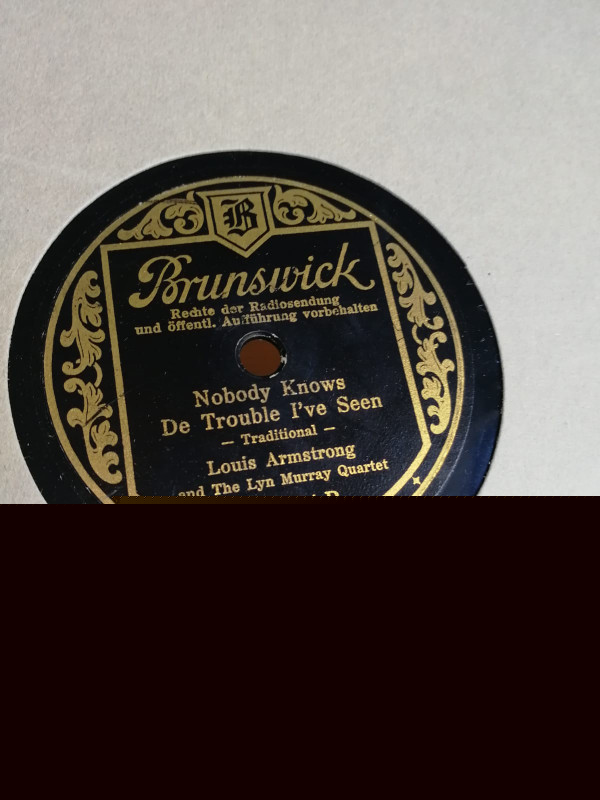 B
Brunswick
Rechte der Radiosendung
und öffentl. Aufführung vorbehalten
Nobody Knows
De Trouble I've Seen
– Traditional –
Louis Armstrong
and The Lyn Murray Quartet